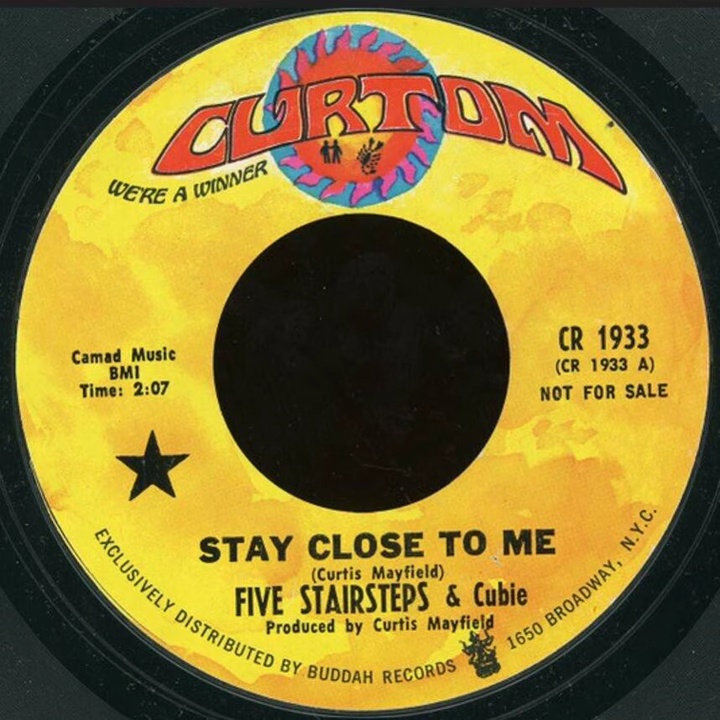 CURTOM
WE'RE A WINNER
Camad Music
BMI
Time: 2:07
CR 1933
(CR 1933 A)
NOT FOR SALE
STAY CLOSE TO ME
(Curtis Mayfield)
FIVE STAIRSTEPS & Cubie
Produced by Curtis Mayfield
EXCLUSIVELY DISTRIBUTED BY BUDDAH RECORDS 1650 BROADWAY, N.Y.C.